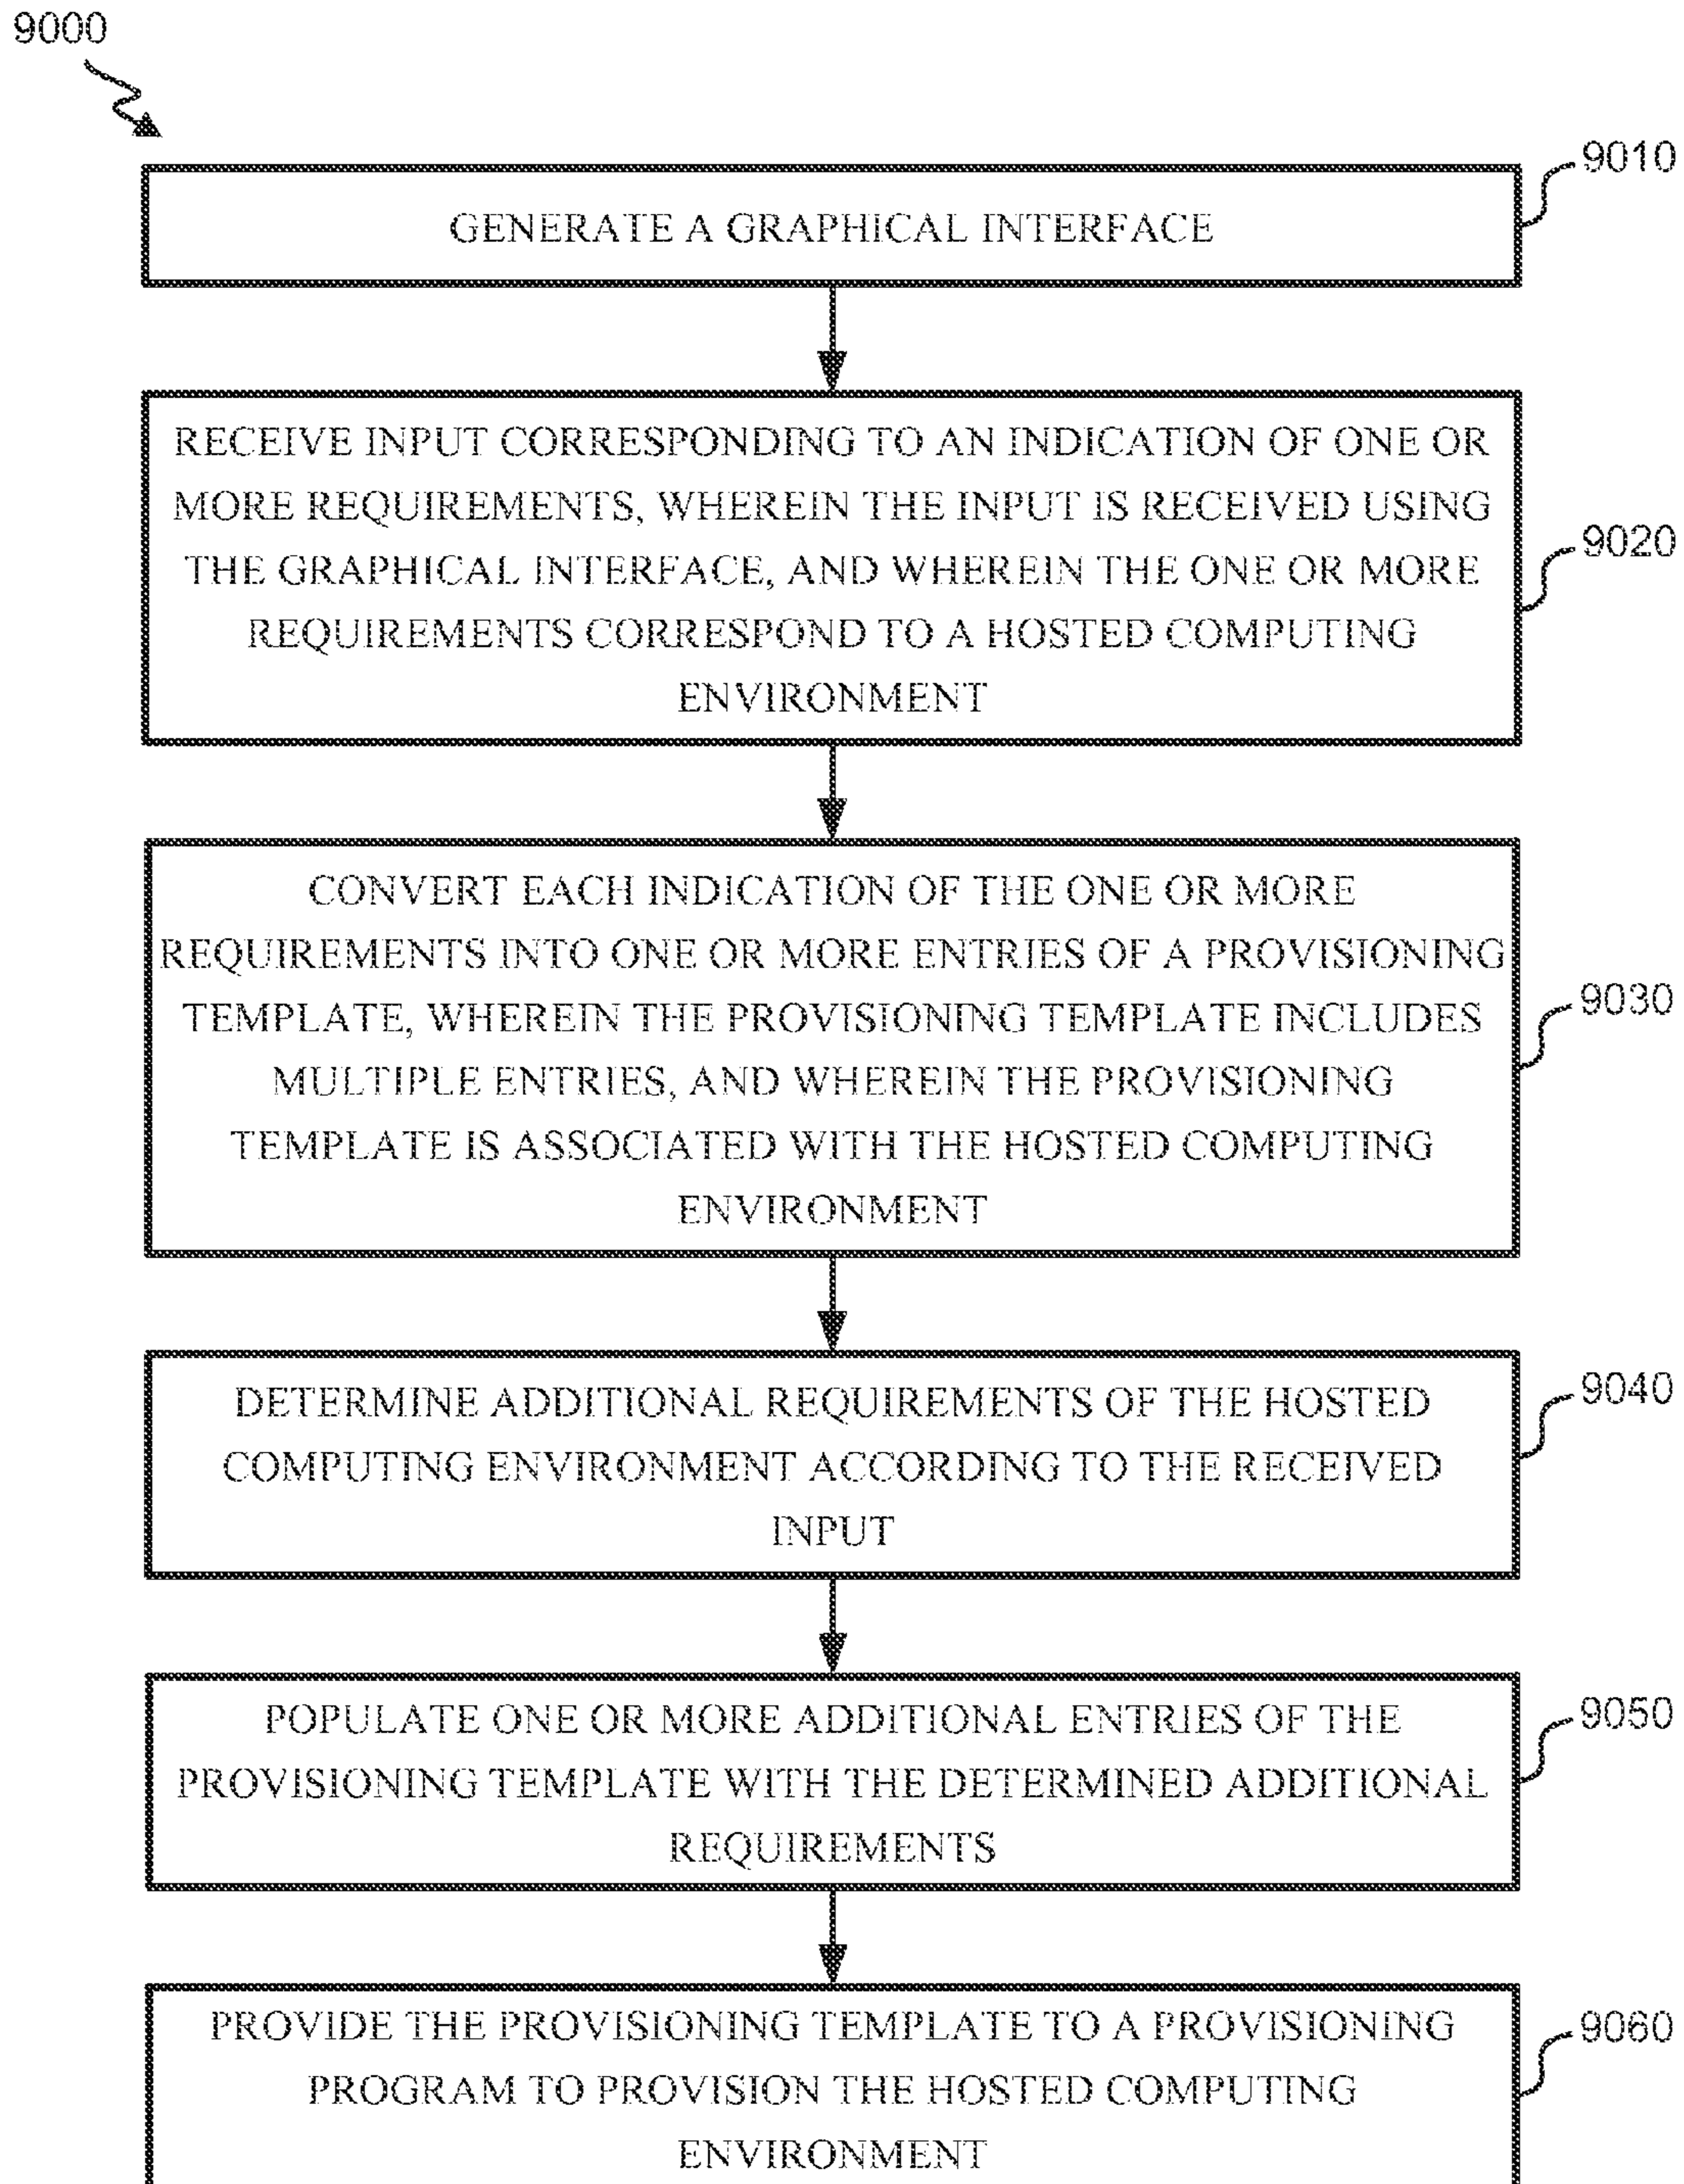 9000
9010
GENERATE A GRAPHICAL INTERFACE
RECEIVE INPUT CORRESPONDING TO AN INDICATION OF ONE OR
MORE REQUIREMENTS, WHEREIN THE INPUT IS RECEIVED USING
THE GRAPHICAL INTERFACE, AND WHEREIN THE ONE OR MORE
REQUIREMENTS CORRESPOND TO A HOSTED COMPUTING
ENVIRONMENT
9020
CONVERT EACH INDICATION OF THE ONE OR MORE
REQUIREMENTS INTO ONE OR MORE ENTRIES OF A PROVISIONING
TEMPLATE, WHEREIN THE PROVISIONING TEMPLATE INCLUDES
MULTIPLE ENTRIES, AND WHEREIN THE PROVISIONING
TEMPLATE IS ASSOCIATED WITH THE HOSTED COMPUTING
ENVIRONMENT
9030
DETERMINE ADDITIONAL REQUIREMENTS OF THE HOSTED
COMPUTING ENVIRONMENT ACCORDING TO THE RECEIVED
INPUT
9040
POPULATE ONE OR MORE ADDITIONAL ENTRIES OF THE
PROVISIONING TEMPLATE WITH THE DETERMINED ADDITIONAL
REQUIREMENTS
9050
PROVIDE THE PROVISIONING TEMPLATE TO A PROVISIONING
PROGRAM TO PROVISION THE HOSTED COMPUTING
ENVIRONMENT
9060